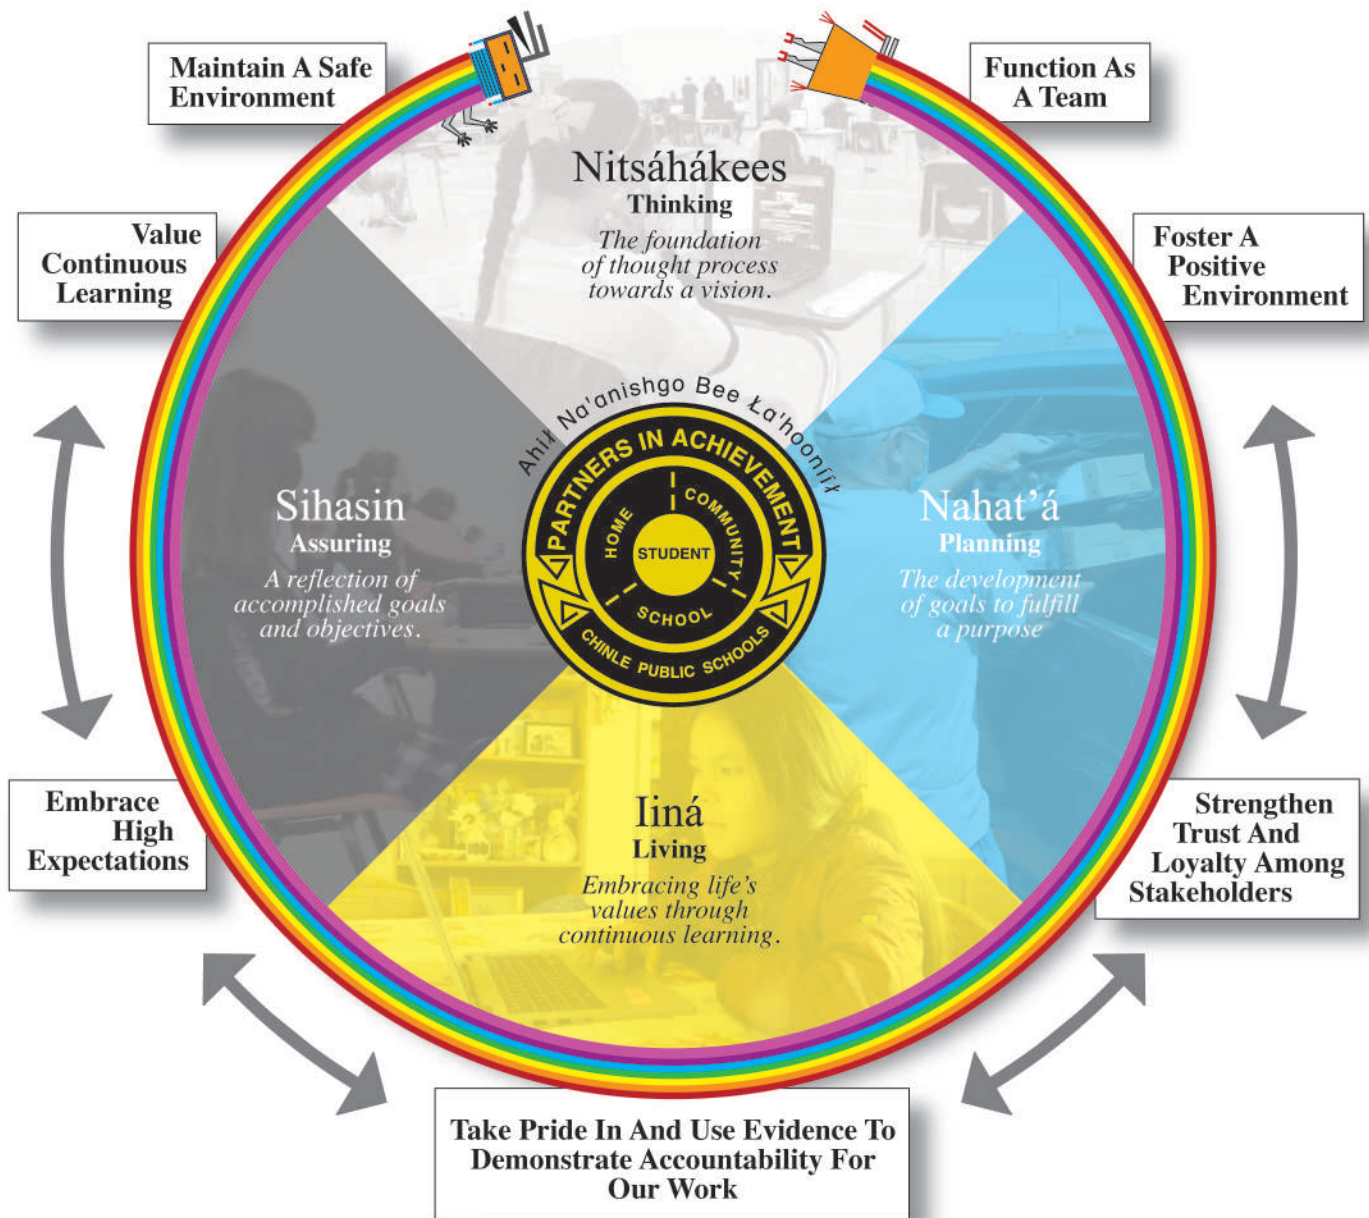 Maintain A Safe
Environment
Function As
A Team
Value
Continuous
Learning
Foster A
Positive
Environment
Nitsáhákees
Thinking
The foundation
of thought process
towards a vision.
Ahił Na'anishgo Bee Ła'hooníił
PARTNERS IN ACHIEVEMENT
HOME
COMMUNITY
STUDENT
SCHOOL
CHINLE PUBLIC SCHOOLS
Sihasin
Assuring
A reflection of
accomplished goals
and objectives.
Nahat’á
Planning
The development
of goals to fulfill
a purpose
Iiná
Living
Embracing life’s
values through
continuous learning.
Embrace
High
Expectations
Strengthen
Trust And
Loyalty Among
Stakeholders
Take Pride In And Use Evidence To
Demonstrate Accountability For
Our Work